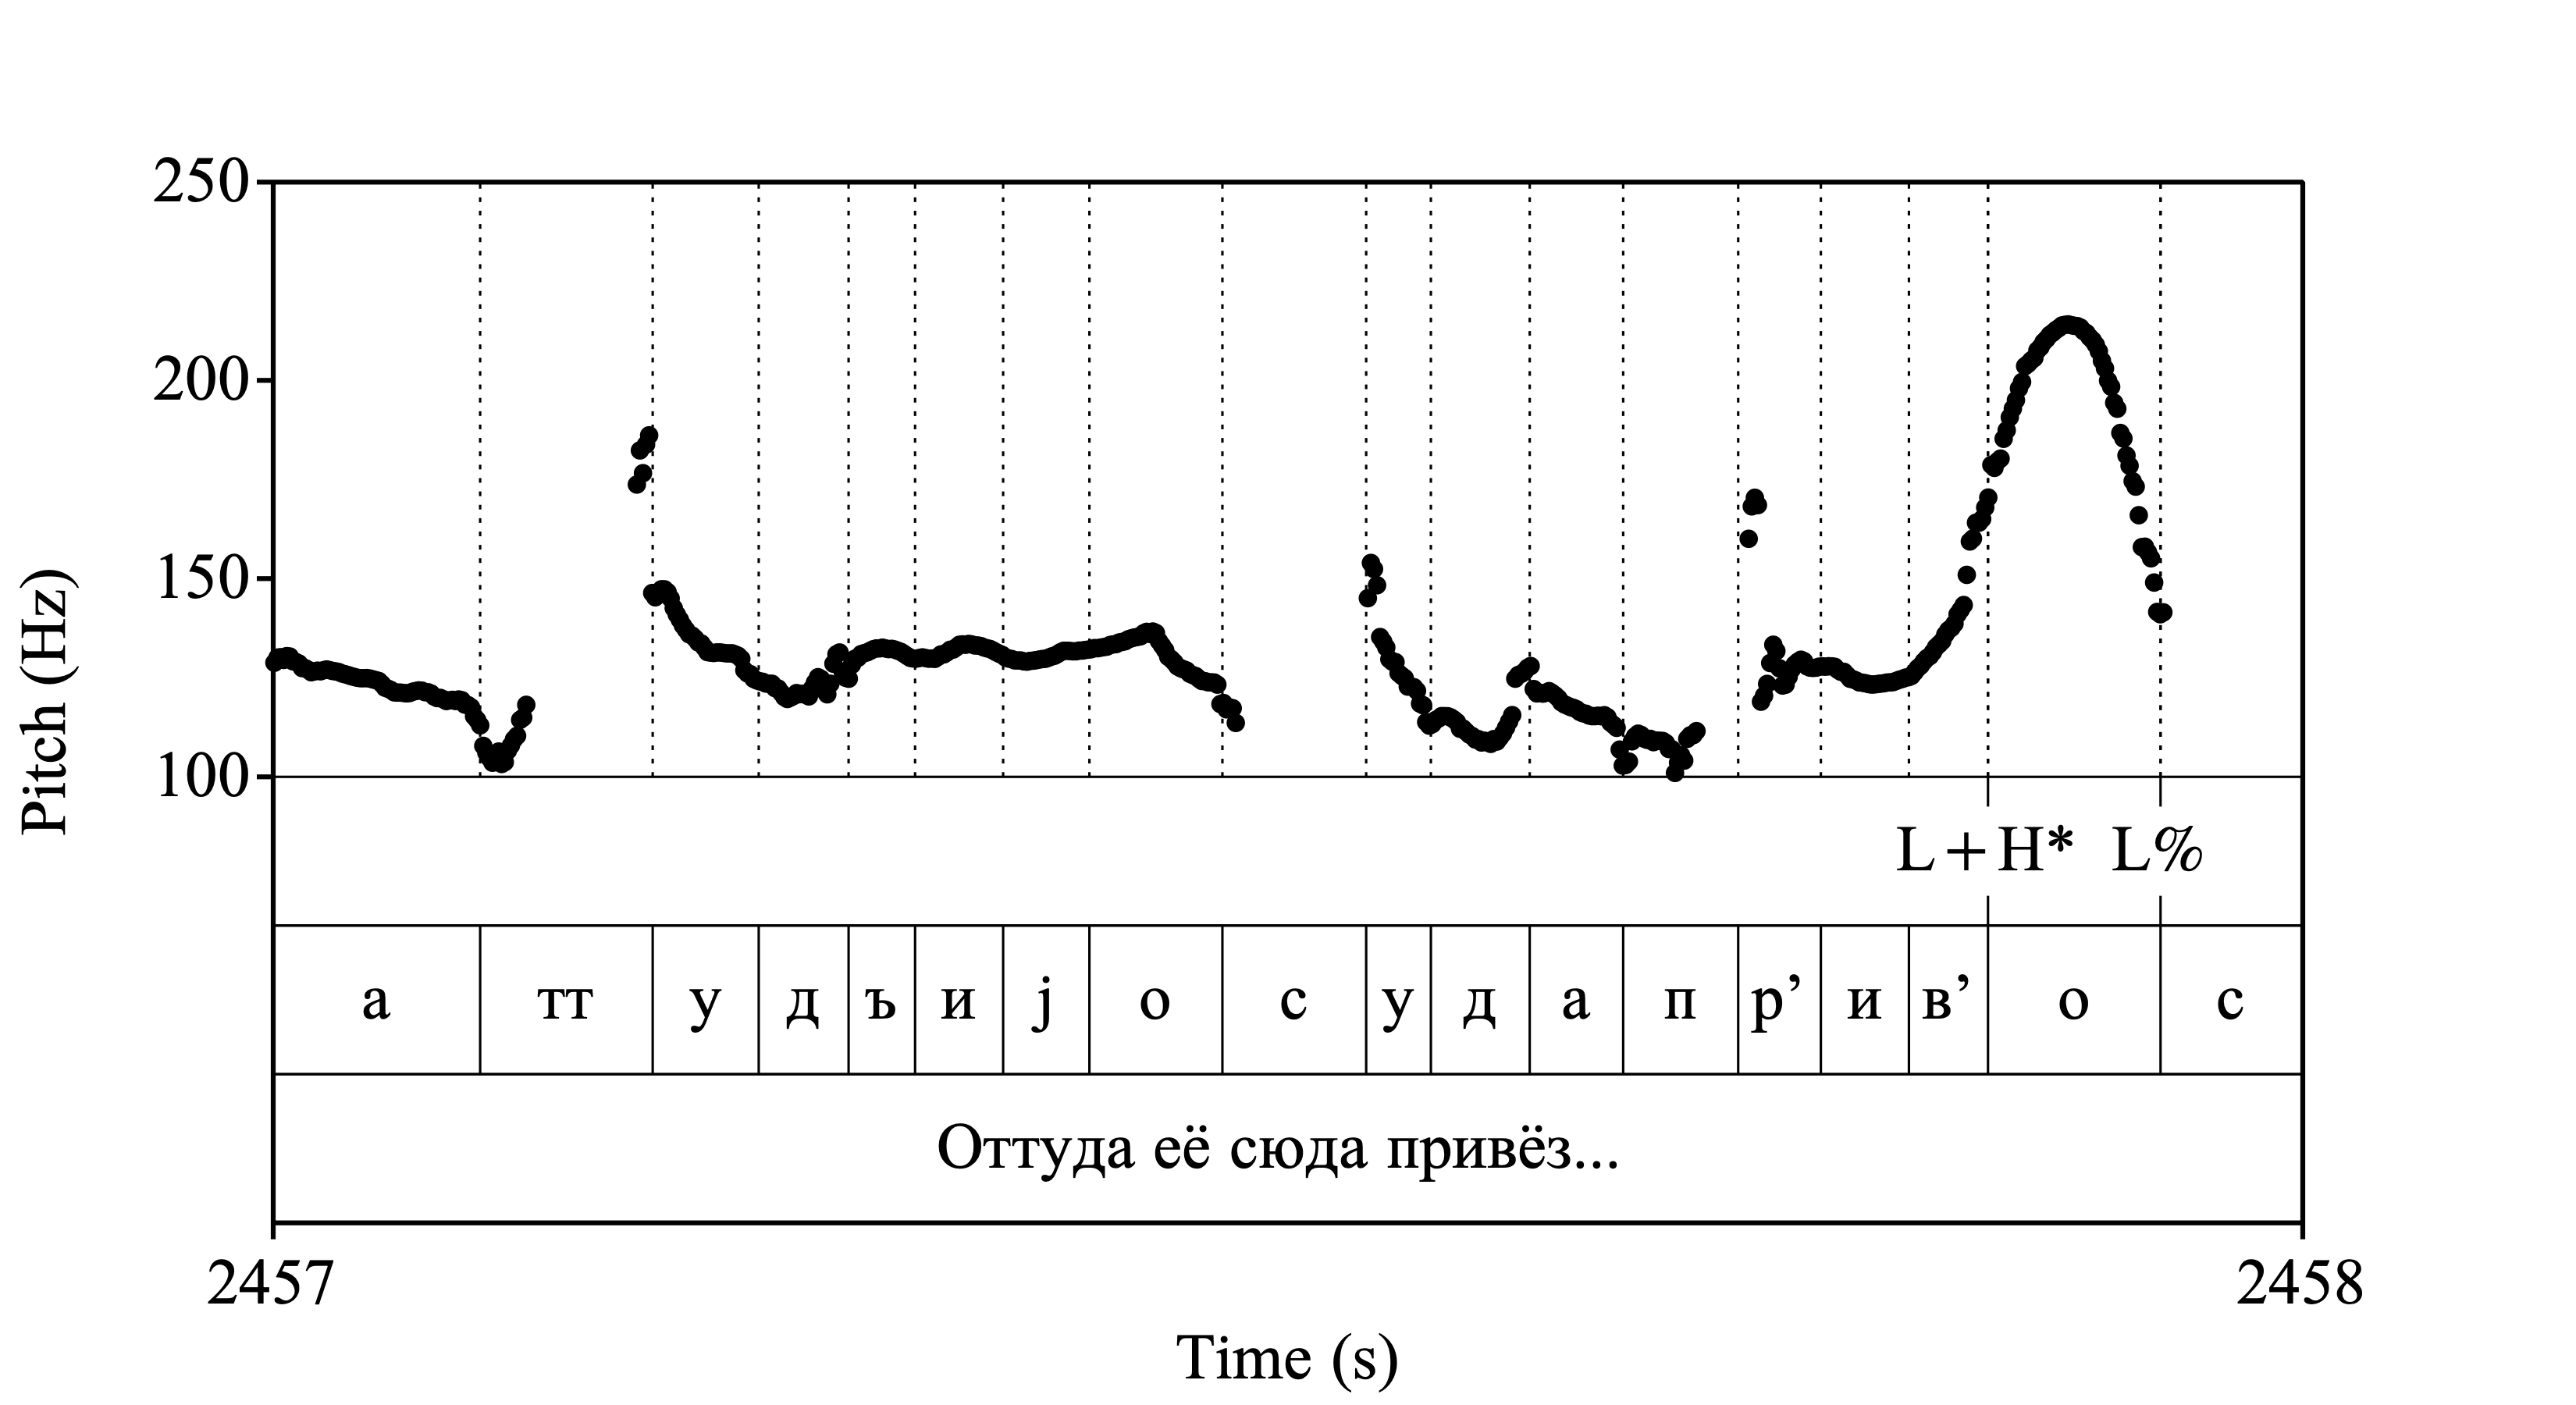 250
200
150
100
Pitch (Hz)
L+H* L%
а тт у д ъ и j о с у д а п р’ и в’ о с
Оттуда её сюда привёз...
2457 2458
Time (s)